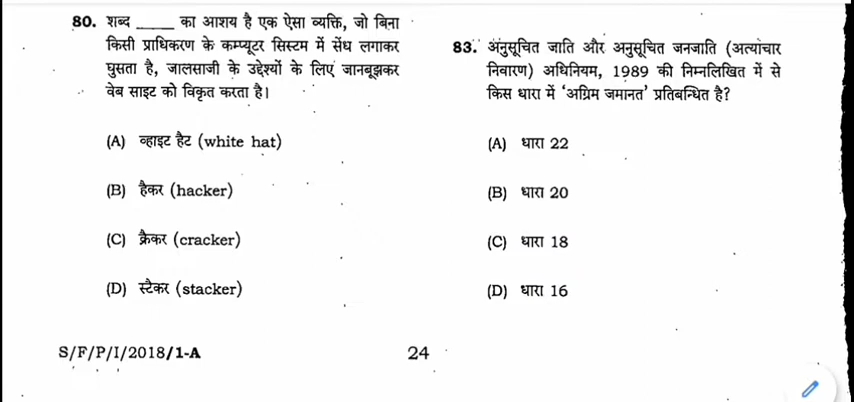 80. शब्द _____ का आशय है एक ऐसा व्यक्ति, जो बिना
किसी प्राधिकरण के कम्प्यूटर सिस्टम में सेंध लगाकर
घुसता है, जालसाजी के उद्देश्यों के लिए जानबूझकर
वेब साइट को विकृत करता है।
(A) व्हाइट हैट (white hat)
(B) हैकर (hacker)
(C) क्रैकर (cracker)
(D) स्टैकर (stacker)
83. अनुसूचित जाति और अनुसूचित जनजाति (अत्याचार
निवारण) अधिनियम, 1989 की निम्नलिखित में से
किस धारा में ‘अग्रिम जमानत’ प्रतिबन्धित है?
(A) धारा 22
(B) धारा 20
(C) धारा 18
(D) धारा 16
S/F/P/I/2018/1-A
24